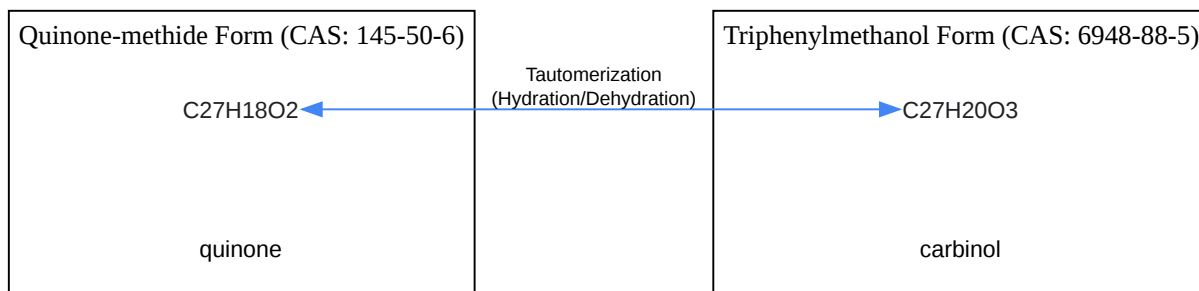 Quinone-methide Form (CAS: 145-50-6)
Triphenylmethanol Form (CAS: 6948-88-5)
Tautomerization
(Hydration/Dehydration)
C27H18O2
C27H20O3
quinone
carbinol